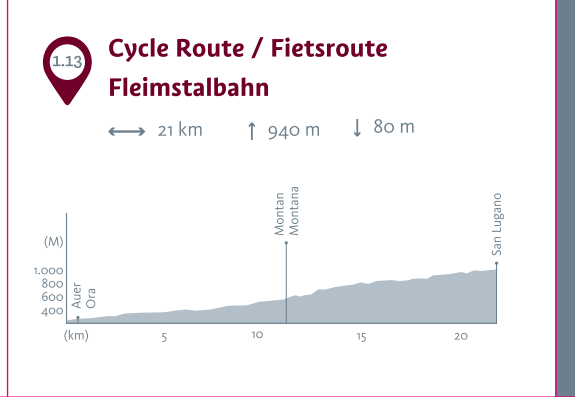 1.13
Cycle Route / Fietsroute
Fleimstalbahn
21 km
940 m
80 m
(M)
1.000
800
600
400
Auer
Ora
Montan
Montana
San Lugano
(km)
5
10
15
20